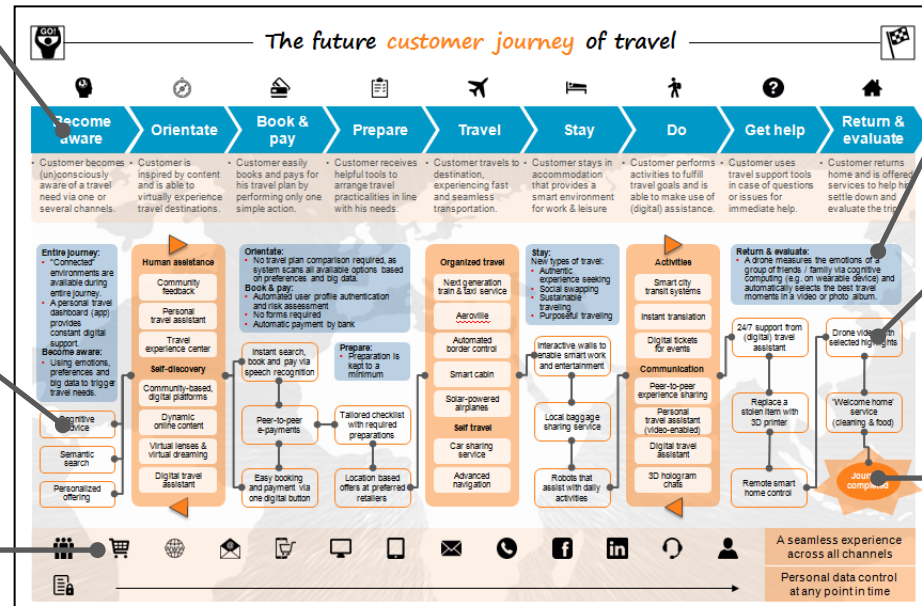 GO!
The future customer journey of travel
Become
aware
Orientate
Book &
pay
Prepare
Travel
Stay
Do
Get help
Return &
evaluate
• Customer becomes
(un)consciously
aware of a travel
need via one or
several channels.
• Customer is
inspired by content
and is able to
virtually experience
travel destinations.
• Customer easily
books and pays for
his travel plan by
performing only one
simple action.
• Customer receives
helpful tools to
arrange travel
practicalities in line
with his needs.
• Customer travels to
destination,
experiencing fast
and seamless
transportation.
• Customer stays in
accommodation
that provides a
smart environment
for work & leisure
• Customer performs
activities to fulfill
travel goals and is
able to make use of
(digital) assistance.
• Customer uses
travel support tools
in case of questions
or issues for
immediate help.
• Customer returns
home and is offered
services to help
settle down and
evaluate the trip
Entire journey:
• "Connected"
environments are
available during
entire journey.
• A personal travel
dashboard (app)
provides
constant digital
support.
Become aware:
• Using emotions,
preferences and
big data to trigger
travel needs.
Cognitive
Semantic
search
Personalized
offering
Human assistance
Community
feedback
Personal
travel assistant
Travel
experience center
Self-discovery
Community-based,
digital platforms
Dynamic
online content
Virtual lenses &
virtual dreaming
Digital travel
assistant
Orientate:
• No travel plan comparison required, as
system scans all available options based
on preferences and big data.
Book & pay:
• Automated user profile authentication
and risk assessment
• No forms required
• Automatic payment by bank
Instant search,
book and pay via
speech recognition
Peer-to-peer
e-payments
Easy booking
and payment via
one digital button
Prepare:
• Preparation is
kept to a
minimum
Tailored checklist
with required
preparations
Location based
offers at preferred
retailers
Organized travel
Next generation
train & taxi service
Aeroville
Automated
border control
Smart cabin
Solar-powered
airplanes
Self travel
Car sharing
service
Advanced
navigation
Stay:
New types of travel:
• Authentic
experience seeking
• Social swapping
• Sustainable
traveling
• Purposeful traveling
Interactive walls to
enable smart work
and entertainment
Local baggage
sharing service
Robots that
assist with daily
activities
Activities
Smart city
transit systems
Instant translation
Digital tickets
for events
Communication
Peer-to-peer
experience sharing
Personal
travel assistant
(video-enabled)
Digital travel
assistant
3D hologram
chats
Return & evaluate:
• A drone measures the emotions of a
group of friends / family via cognitive
computing (e.g. on wearable device) and
automatically selects the best travel
moments in a video or photo album.
24/7 support from
(digital) travel
assistant
Replace a
stolen item with
3D printer
Remote smart
home control
Drone video with
selected highlights
'Welcome home'
service
(cleaning & food)
Journey
completed
f
in
A seamless experience
across all channels
Personal data control
at any point in time